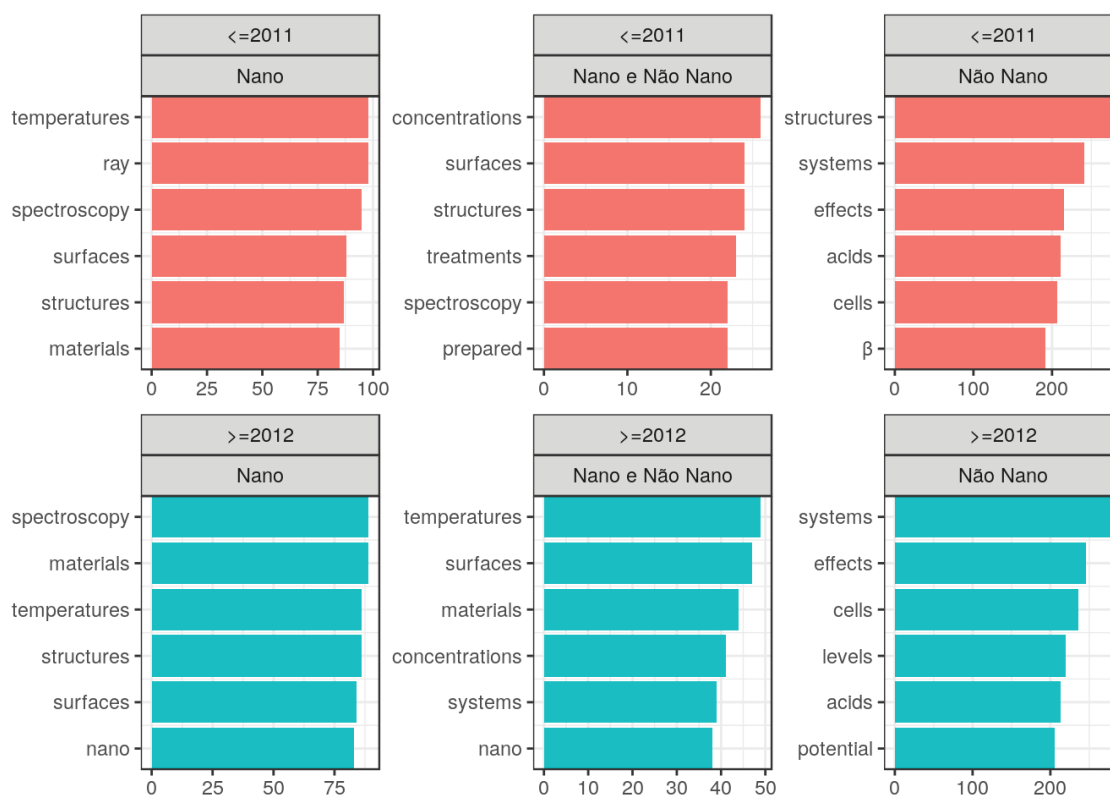 <=2011
Nano
temperatures
ray
spectroscopy
surfaces
structures
materials
0 25 50 75 100
<=2011
Nano e Não Nano
concentrations
surfaces
structures
treatments
spectroscopy
prepared
0 10 20
<=2011
Não Nano
structures
systems
effects
acids
cells
β
0 100 200
>=2012
Nano
spectroscopy
materials
temperatures
structures
surfaces
nano
0 25 50 75
>=2012
Nano e Não Nano
temperatures
surfaces
materials
concentrations
systems
nano
0 10 20 30 40 50
>=2012
Não Nano
systems
effects
cells
levels
acids
potential
0 100 200